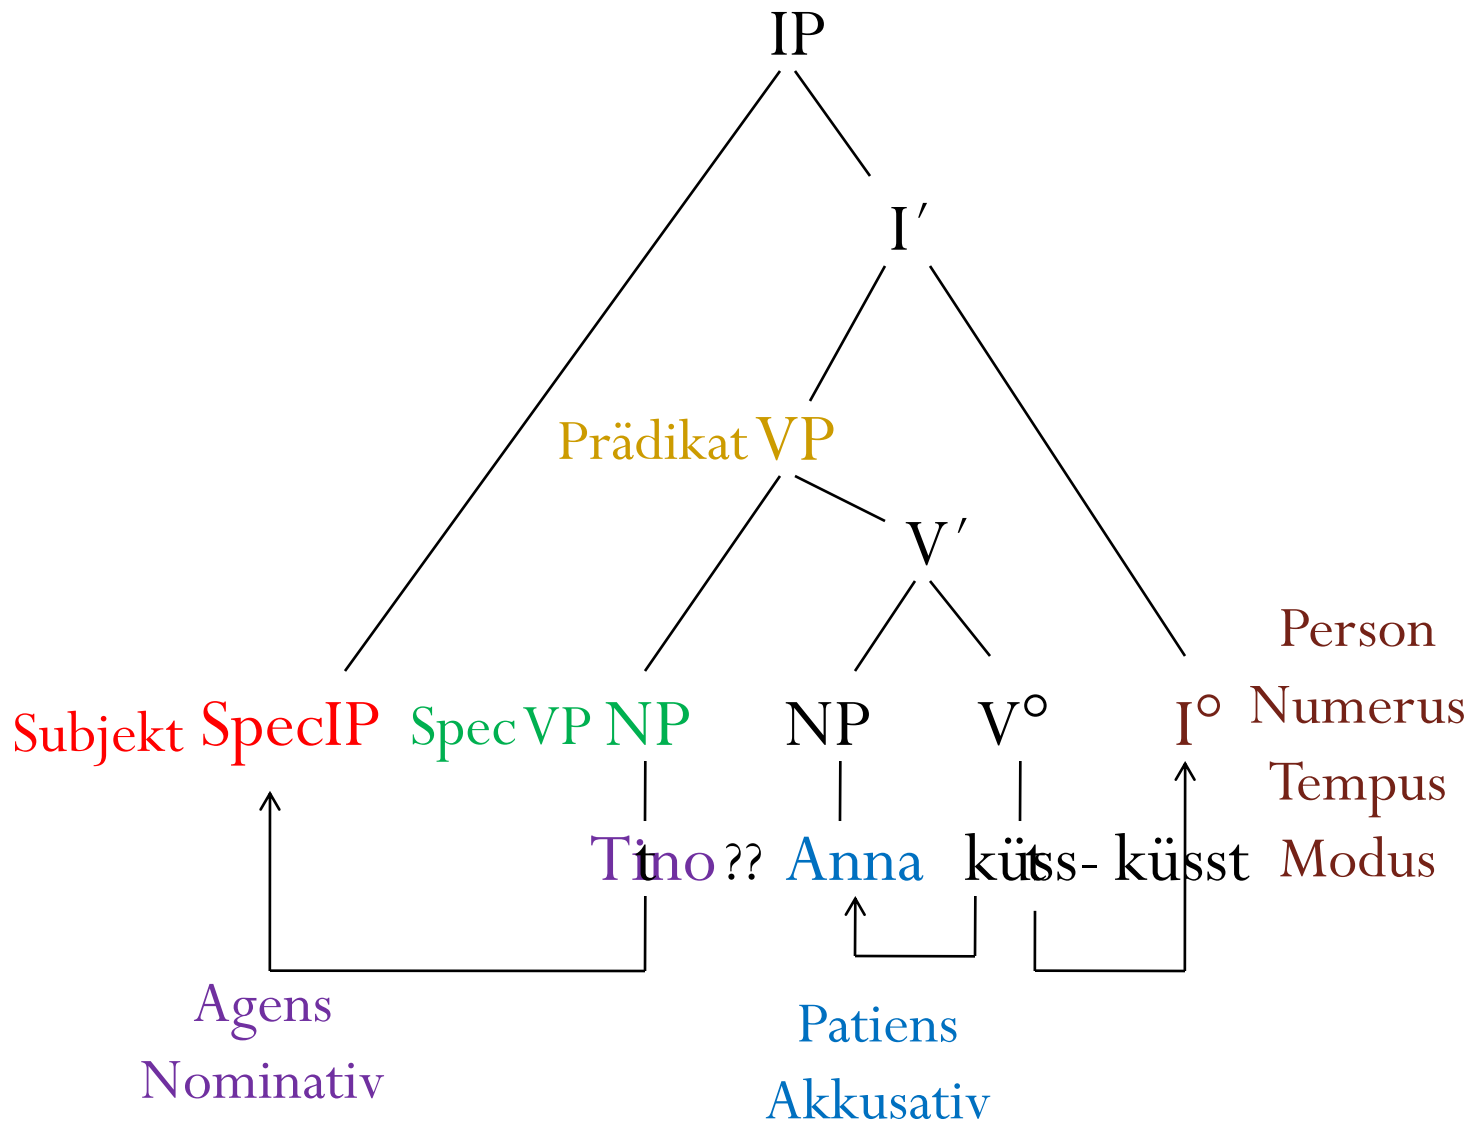 IP
I′
Prädikat VP
V′
Person
Subjekt SpecIP Spec VP NP NP V° I° Numerus
Tempus
Tino t ?? Anna küss- t küsst Modus
Agens
Patiens
Nominativ
Akkusativ